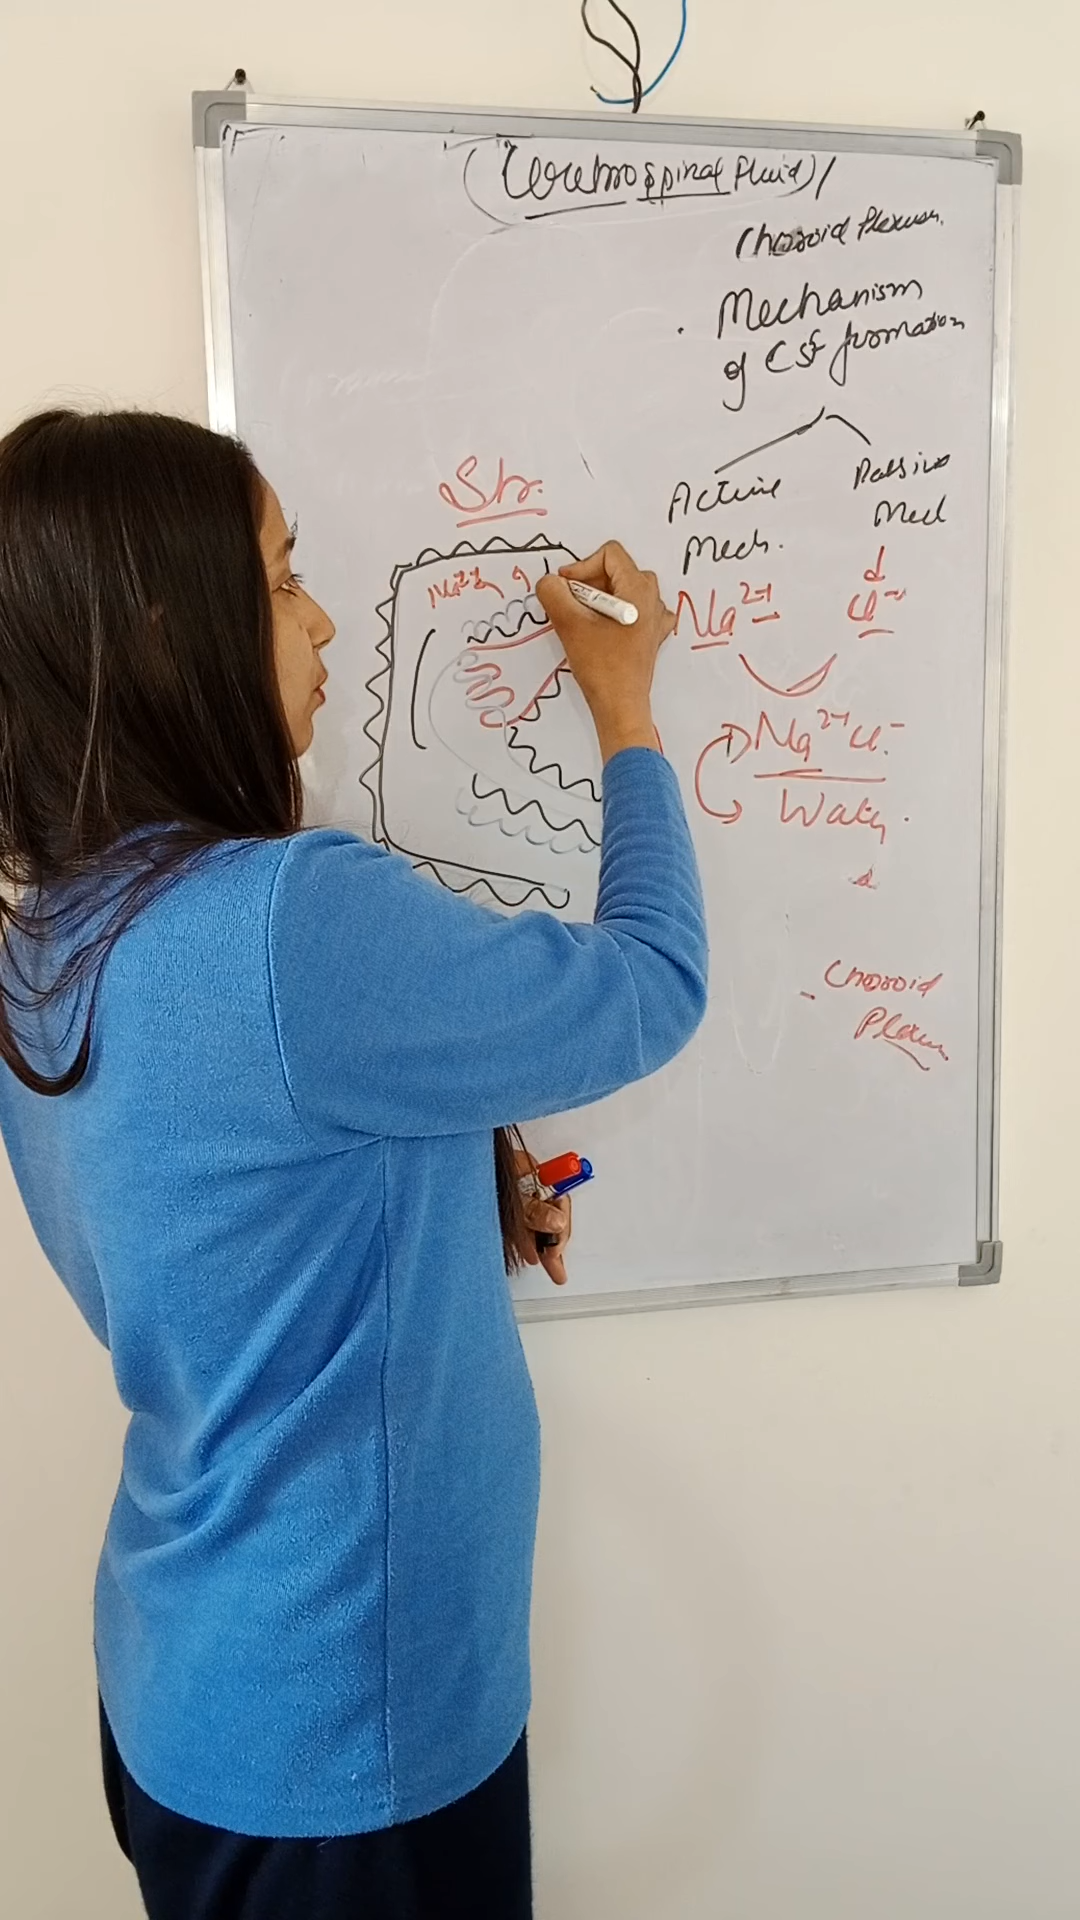 (Cerebrospinal Fluid)
Choroid Plexus.
Mechanism
of CSF formation
Active
Mech.
Passive
Mech
Str.
Na²⁺
Na²⁺
Cl⁻
Na²⁺ Cl⁻
Water.
- Choroid
Plexus